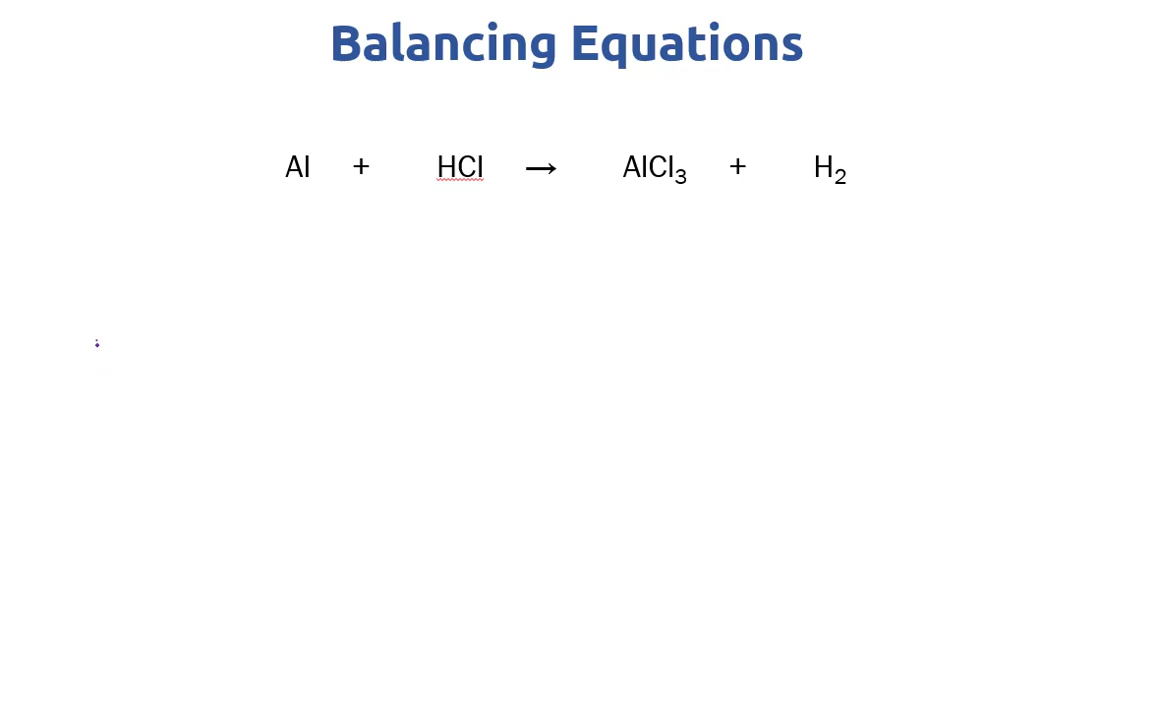 Balancing Equations
Al + HCl → AlCl₃ + H₂